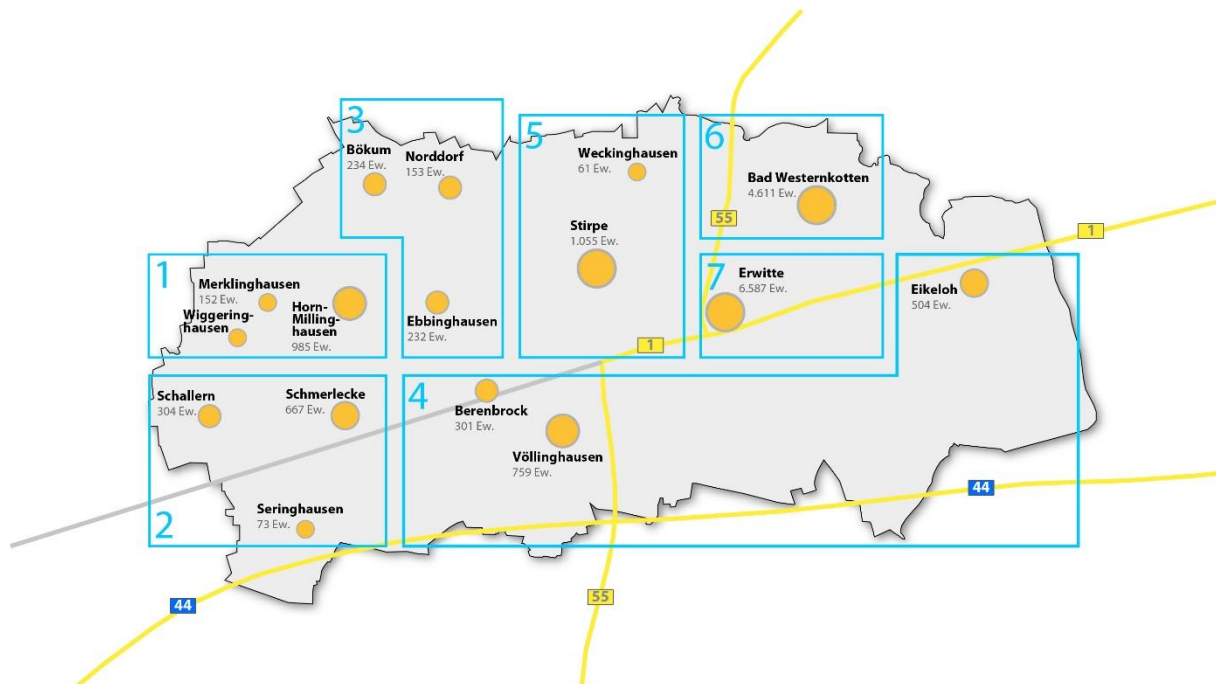 3
Bökum
234 Ew.
Norddorf
153 Ew.
5
Weckinghausen
61 Ew.
6
Bad Westernkotten
4.611 Ew.
55
Stirpe
1.055 Ew.
1
1
Merklinghausen
152 Ew.
Wiggering-
hausen
Horn-
Milling-
hausen
985 Ew.
Ebbinghausen
232 Ew.
7
Erwitte
6.587 Ew.
Eikeloh
504 Ew.
1
Schallern
304 Ew.
Schmerlecke
667 Ew.
4
Berenbrock
301 Ew.
Völlinghausen
759 Ew.
44
2
Seringhausen
73 Ew.
44
55